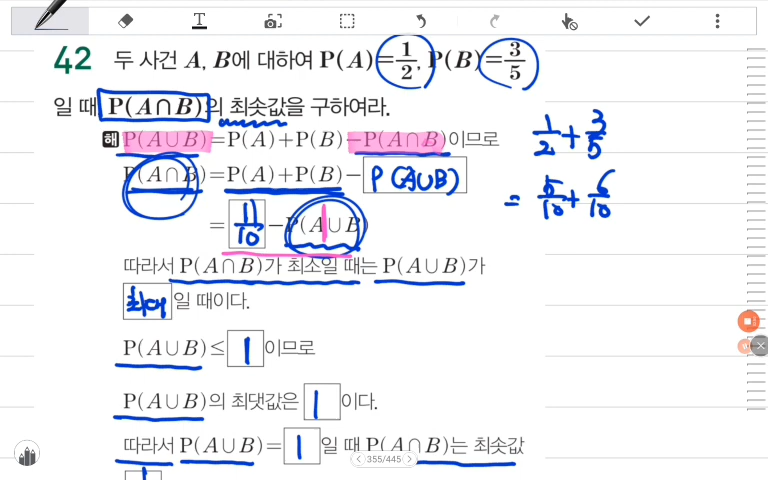 42 두 사건 A, B에 대하여 P(A)=1/2, P(B)=3/5
일 때 P(A∩B)의 최솟값을 구하여라.
해 P(A∪B)=P(A)+P(B)-P(A∩B)이므로
P(A∩B)=P(A)+P(B)-P(A∪B)
=11/10-P(A∪B)
따라서 P(A∩B)가 최소일 때는 P(A∪B)가
최대일 때이다.
P(A∪B)≤1이므로
P(A∪B)의 최댓값은 1이다.
따라서 P(A∪B)=1일 때 P(A∩B)는 최솟값
1/2+3/5
=5/10+6/10
355/445